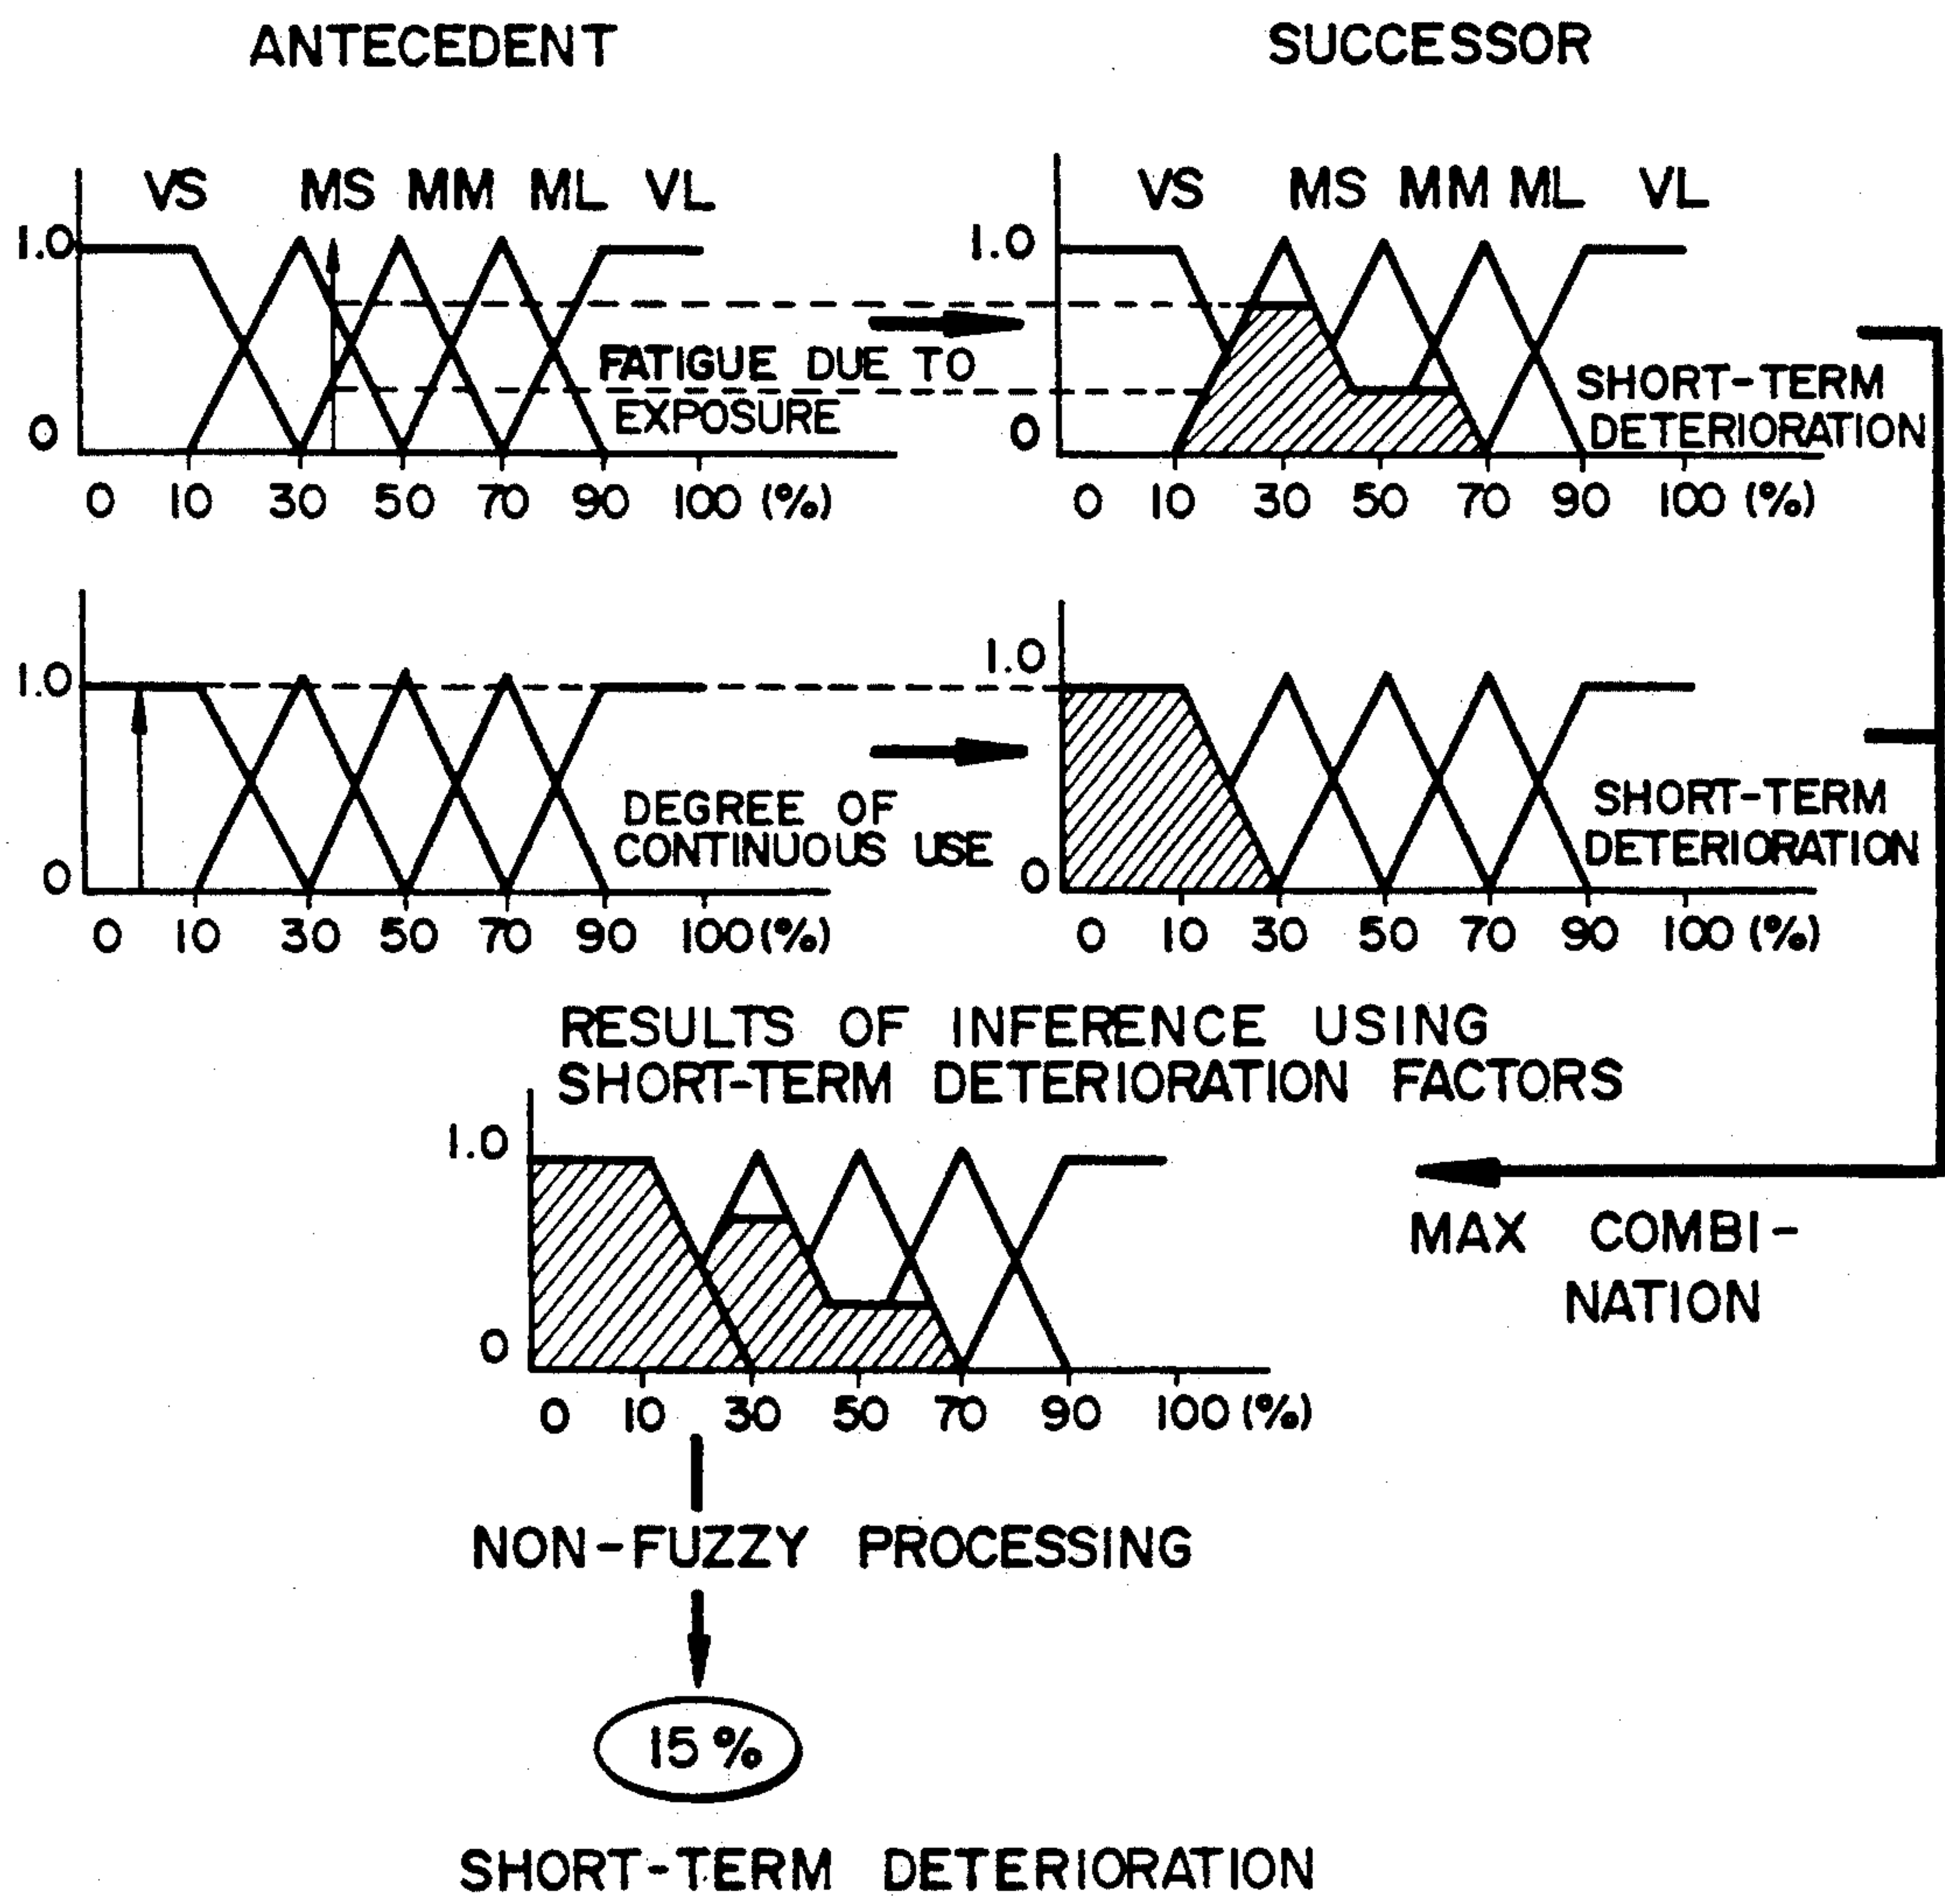 ANTECEDENT
SUCCESSOR
VS MS MM ML VL
1.0
FATIGUE DUE TO
EXPOSURE
0
0 10 30 50 70 90 100 (%)
VS MS MM ML VL
1.0
SHORT-TERM
DETERIORATION
0
0 10 30 50 70 90 100 (%)
1.0
DEGREE OF
CONTINUOUS USE
0
0 10 30 50 70 90 100 (%)
1.0
SHORT-TERM
DETERIORATION
0
0 10 30 50 70 90 100 (%)
RESULTS OF INFERENCE USING
SHORT-TERM DETERIORATION FACTORS
1.0
0
0 10 30 50 70 90 100 (%)
MAX COMBI-
NATION
NON-FUZZY PROCESSING
15%
SHORT-TERM DETERIORATION